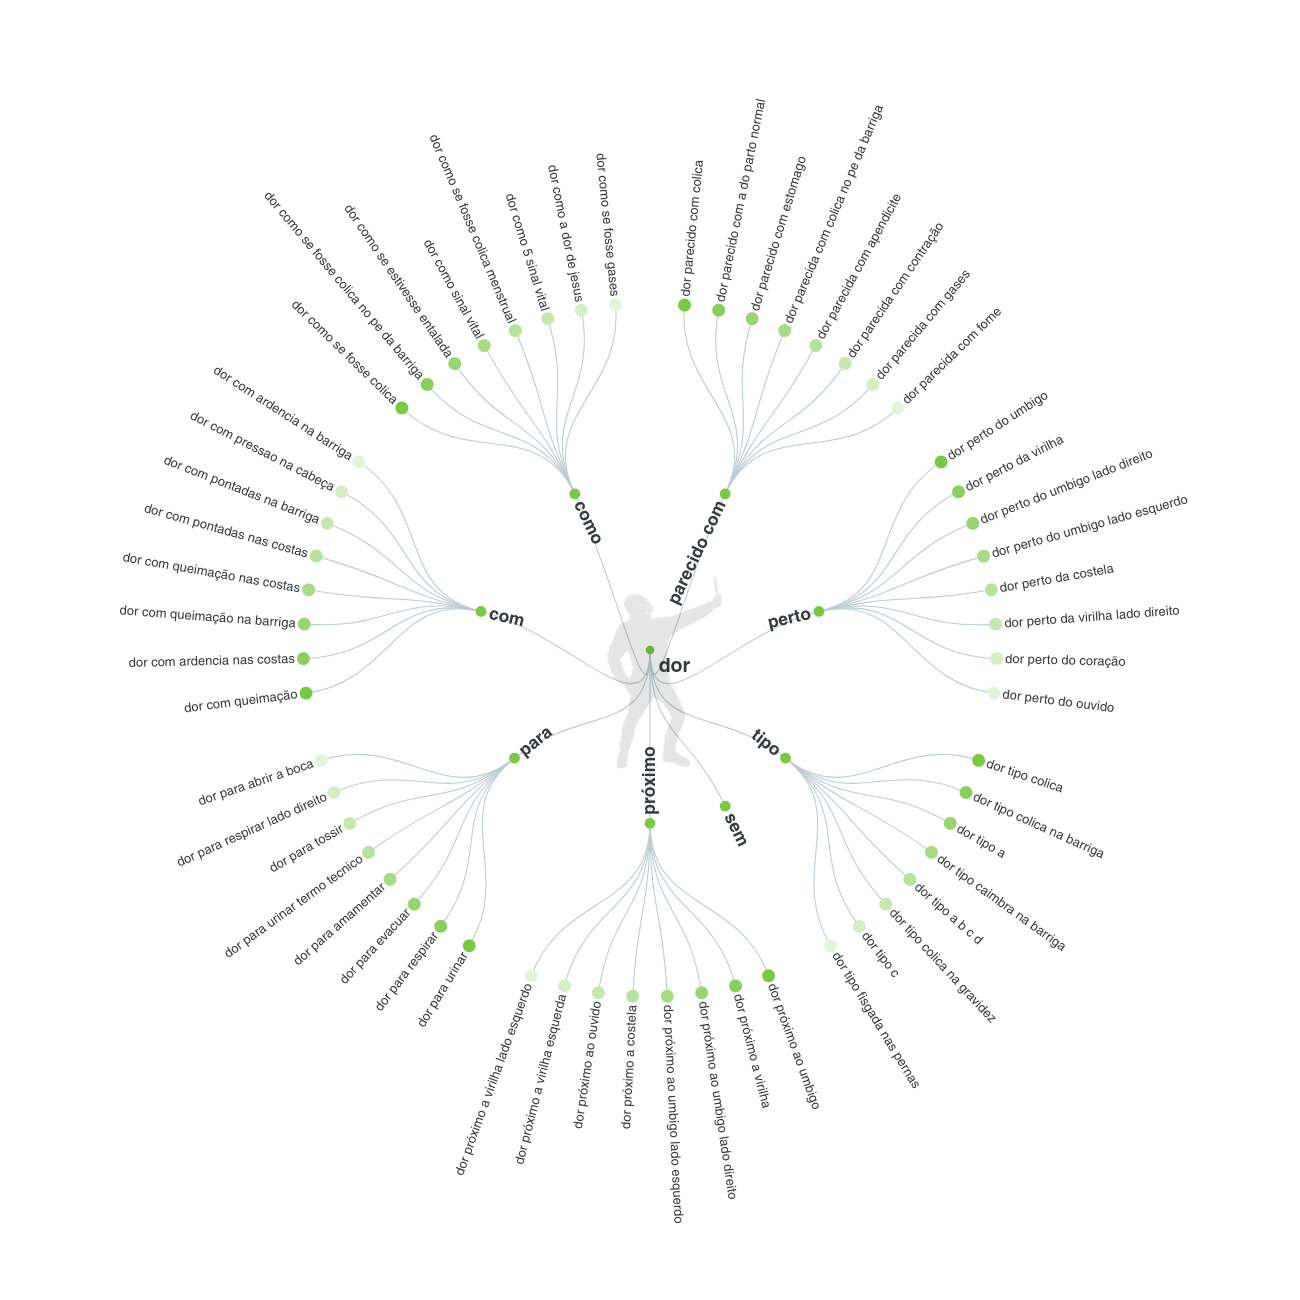 dor
parecido com
dor parecido com colica
dor parecido com a do parto normal
dor parecido com estomago
dor parecida com colica no pe da barriga
dor parecida com apendicite
dor parecida com contração
dor parecida com gases
dor parecida com fome
perto
dor perto do umbigo
dor perto da virilha
dor perto do umbigo lado direito
dor perto do umbigo lado esquerdo
dor perto da costela
dor perto da virilha lado direito
dor perto do coração
dor perto do ouvido
tipo
dor tipo colica
dor tipo colica na barriga
dor tipo a
dor tipo caimbra na barriga
dor tipo a b c d
dor tipo colica na gravidez
dor tipo c
dor tipo fisgada nas pernas
sem
próximo
dor próximo ao umbigo
dor próximo a virilha
dor próximo ao umbigo lado direito
dor próximo ao umbigo lado esquerdo
dor próximo a costela
dor próximo ao ouvido
dor próximo a virilha esquerda
dor próximo a virilha lado esquerdo
para
dor para urinar
dor para respirar
dor para evacuar
dor para amamentar
dor para urinar termo tecnico
dor para tossir
dor para respirar lado direito
dor para abrir a boca
com
dor com queimação
dor com ardencia nas costas
dor com queimação na barriga
dor com queimação nas costas
dor com pontadas nas costas
dor com pontadas na barriga
dor com pressao na cabeça
dor com ardencia na barriga
como
dor como se fosse colica
dor como se fosse colica no pe da barriga
dor como se estivesse entalada
dor como sinal vital
dor como se fosse colica menstrual
dor como 5 sinal vital
dor como a dor de jesus
dor como se fosse gases